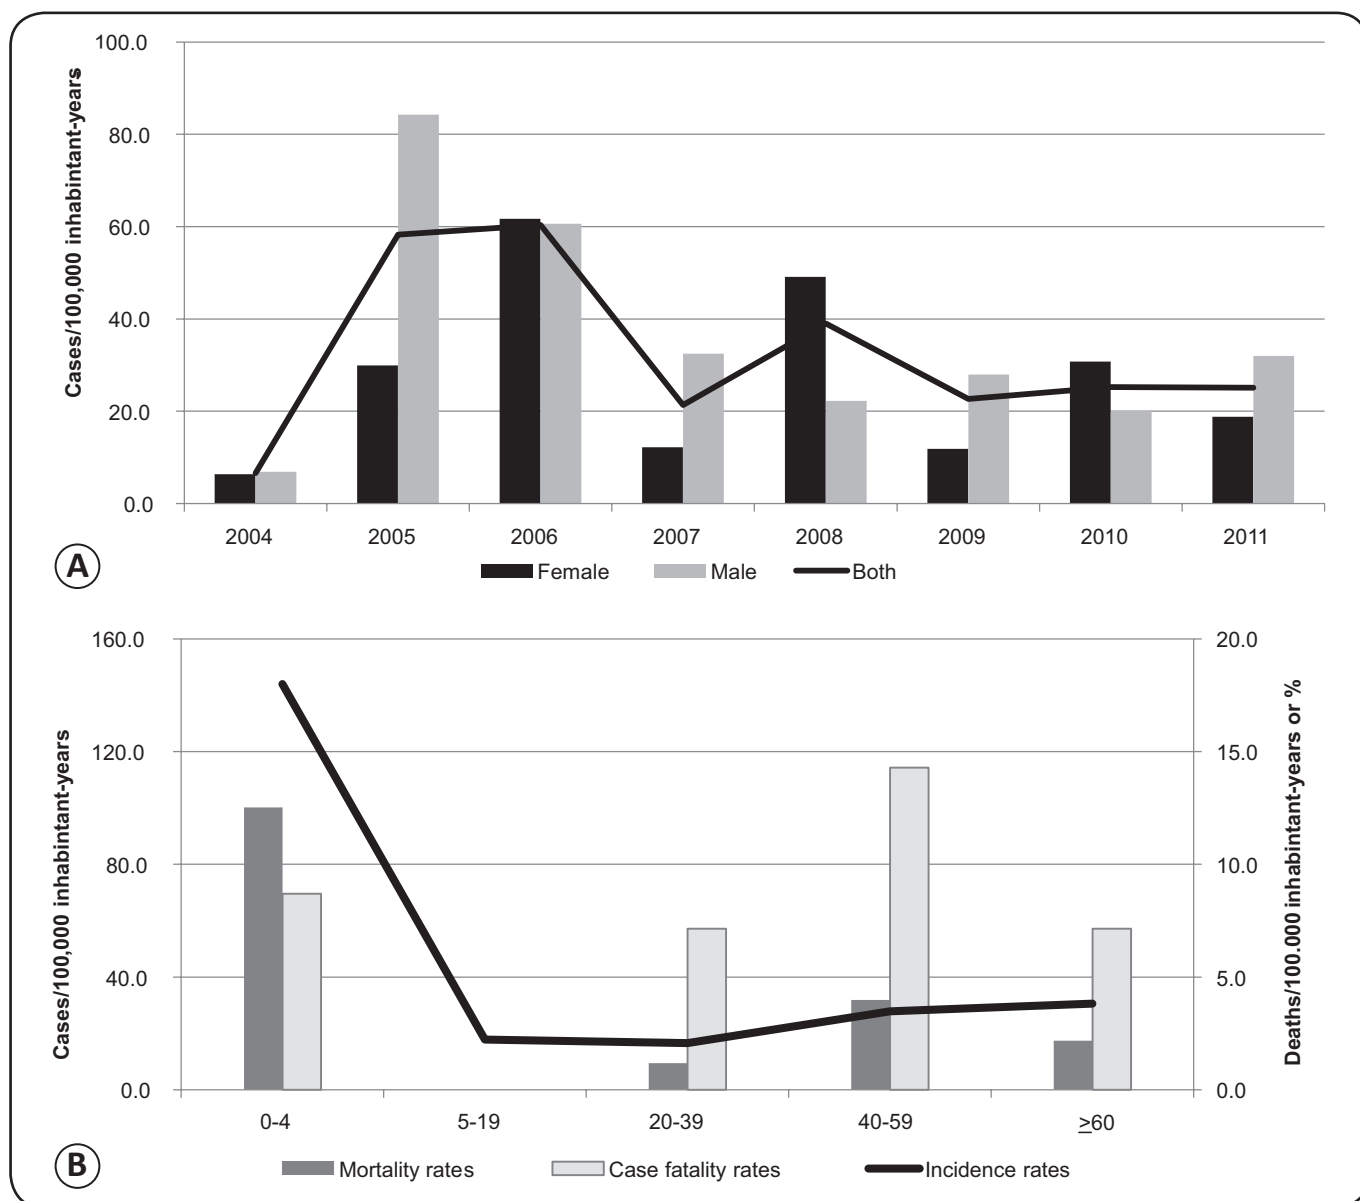 Cases/100,000 inhabintant-years
100.0
80.0
60.0
40.0
20.0
0.0
2004 2005 2006 2007 2008 2009 2010 2011
A
Female Male Both
Cases/100,000 inhabintant-years
160.0
120.0
80.0
40.0
0.0
20.0
15.0
10.0
5.0
0.0
Deaths/100.000 inhabintant-years or %
0-4 5-19 20-39 40-59 ≥60
B
Mortality rates Case fatality rates Incidence rates